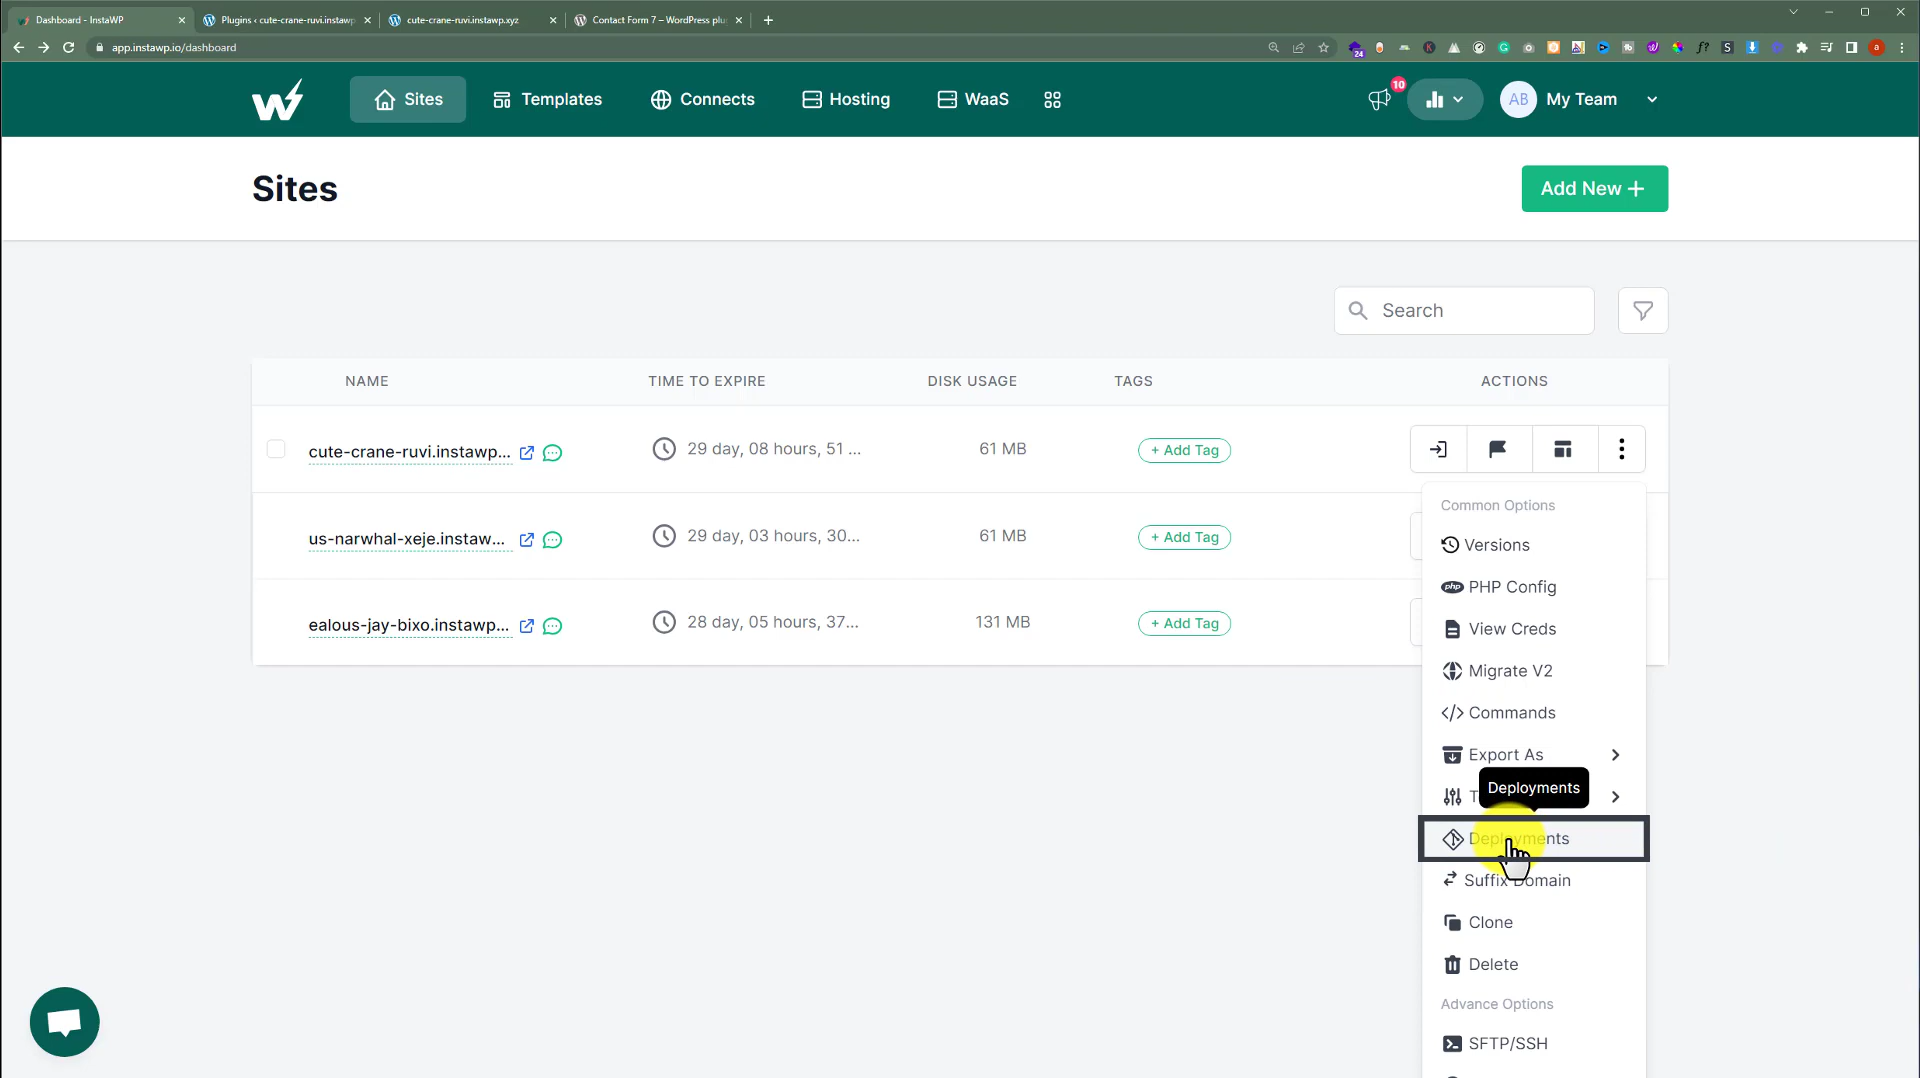 Dashboard - InstaWP
Plugins ‹ cute-crane-ruvi.instawp
cute-crane-ruvi.instawp.xyz
Contact Form 7 – WordPress plu
app.instawp.io/dashboard
24
f?
S
a
Sites
Templates
Connects
Hosting
WaaS
10
AB
My Team
Sites
Add New +
Search
NAME
TIME TO EXPIRE
DISK USAGE
TAGS
ACTIONS
cute-crane-ruvi.instawp...
29 day, 08 hours, 51 ...
61 MB
+ Add Tag
us-narwhal-xeje.instaw...
29 day, 03 hours, 30...
61 MB
+ Add Tag
ealous-jay-bixo.instawp...
28 day, 05 hours, 37...
131 MB
+ Add Tag
Common Options
Versions
php PHP Config
View Creds
Migrate V2
Commands
Export As
Deployments
T
Deployments
Suffix Domain
Clone
Delete
Advance Options
SFTP/SSH